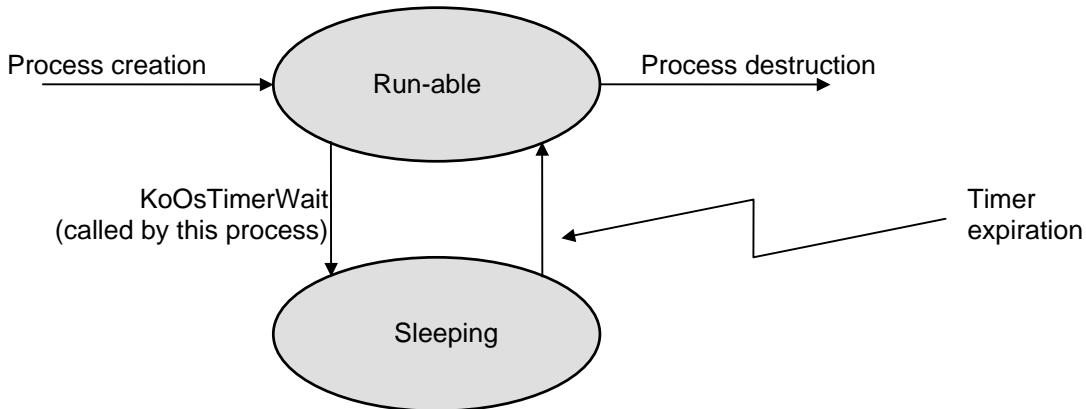 Process creation
Run-able
Process destruction
KoOsTimerWait
(called by this process)
Timer
expiration
Sleeping